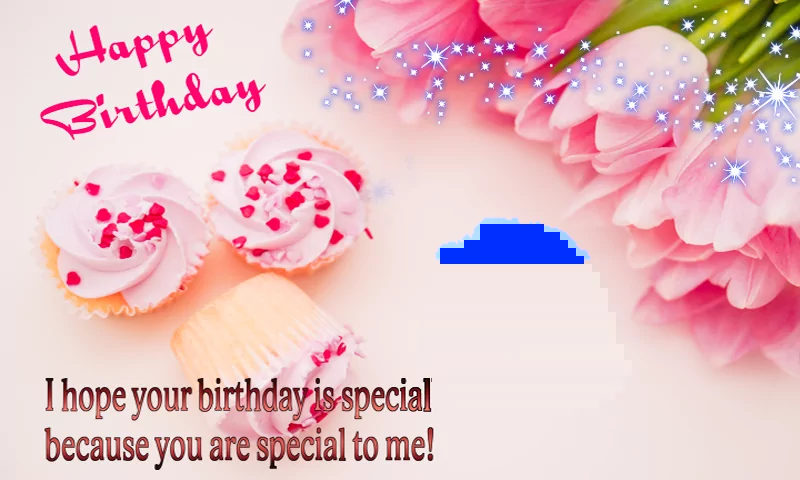 Happy
Birthday
I hope your birthday is special
because you are special to me!